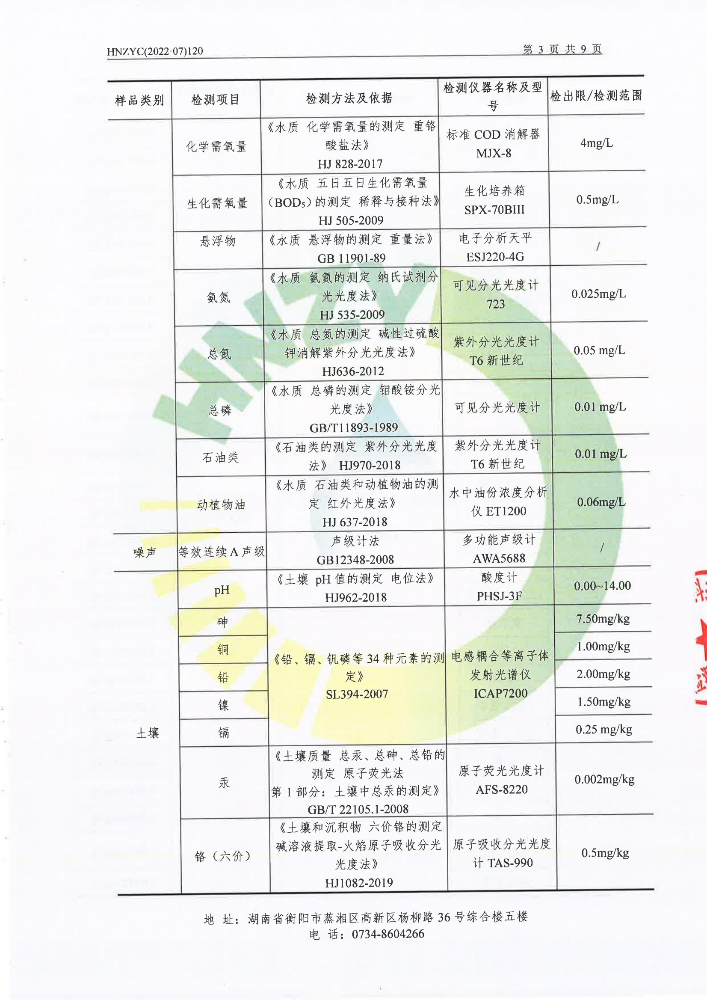 HNZYC(2022·07)120
第 3 页 共 9 页
样品类别
检测项目
检测方法及依据
检测仪器名称及型
号
检出限/检测范围
化学需氧量
《水质 化学需氧量的测定 重铬
酸盐法》
HJ 828-2017
标准 COD 消解器
MJX-8
4mg/L
生化需氧量
《水质 五日五日生化需氧量
（BOD₅）的测定 稀释与接种法》
HJ 505-2009
生化培养箱
SPX-70BIII
0.5mg/L
悬浮物
《水质 悬浮物的测定 重量法》
GB 11901-89
电子分析天平
ESJ220-4G
/
氨氮
《水质 氨氮的测定 纳氏试剂分
光光度法》
HJ 535-2009
可见分光光度计
723
0.025mg/L
总氮
《水质 总氮的测定 碱性过硫酸
钾消解紫外分光光度法》
HJ636-2012
紫外分光光度计
T6 新世纪
0.05 mg/L
总磷
《水质 总磷的测定 钼酸铵分光
光度法》
GB/T11893-1989
可见分光光度计
0.01 mg/L
石油类
《石油类的测定 紫外分光光度
法》 HJ970-2018
紫外分光光度计
T6 新世纪
0.01 mg/L
动植物油
《水质 石油类和动植物油的测
定 红外光度法》
HJ 637-2018
水中油份浓度分析
仪 ET1200
0.06mg/L
噪声
等效连续 A 声级
声级计法
GB12348-2008
多功能声级计
AWA5688
/
土壤
pH
《土壤 pH 值的测定 电位法》
HJ962-2018
酸度计
PHSJ-3F
0.00~14.00
砷
7.50mg/kg
铜
1.00mg/kg
《铅、镉、钒磷等 34 种元素的测
定》
SL394-2007
电感耦合等离子体
发射光谱仪
ICAP7200
铅
2.00mg/kg
镍
1.50mg/kg
镉
0.25 mg/kg
汞
《土壤质量 总汞、总砷、总铅的
测定 原子荧光法
第 1 部分：土壤中总汞的测定》
GB/T 22105.1-2008
原子荧光光度计
AFS-8220
0.002mg/kg
铬（六价）
《土壤和沉积物 六价铬的测定
碱溶液提取-火焰原子吸收分光
光度法》
HJ1082-2019
原子吸收分光光度
计 TAS-990
0.5mg/kg
HNZY
地 址：湖南省衡阳市蒸湘区高新区杨柳路 36 号综合楼五楼
电 话：0734-8604266